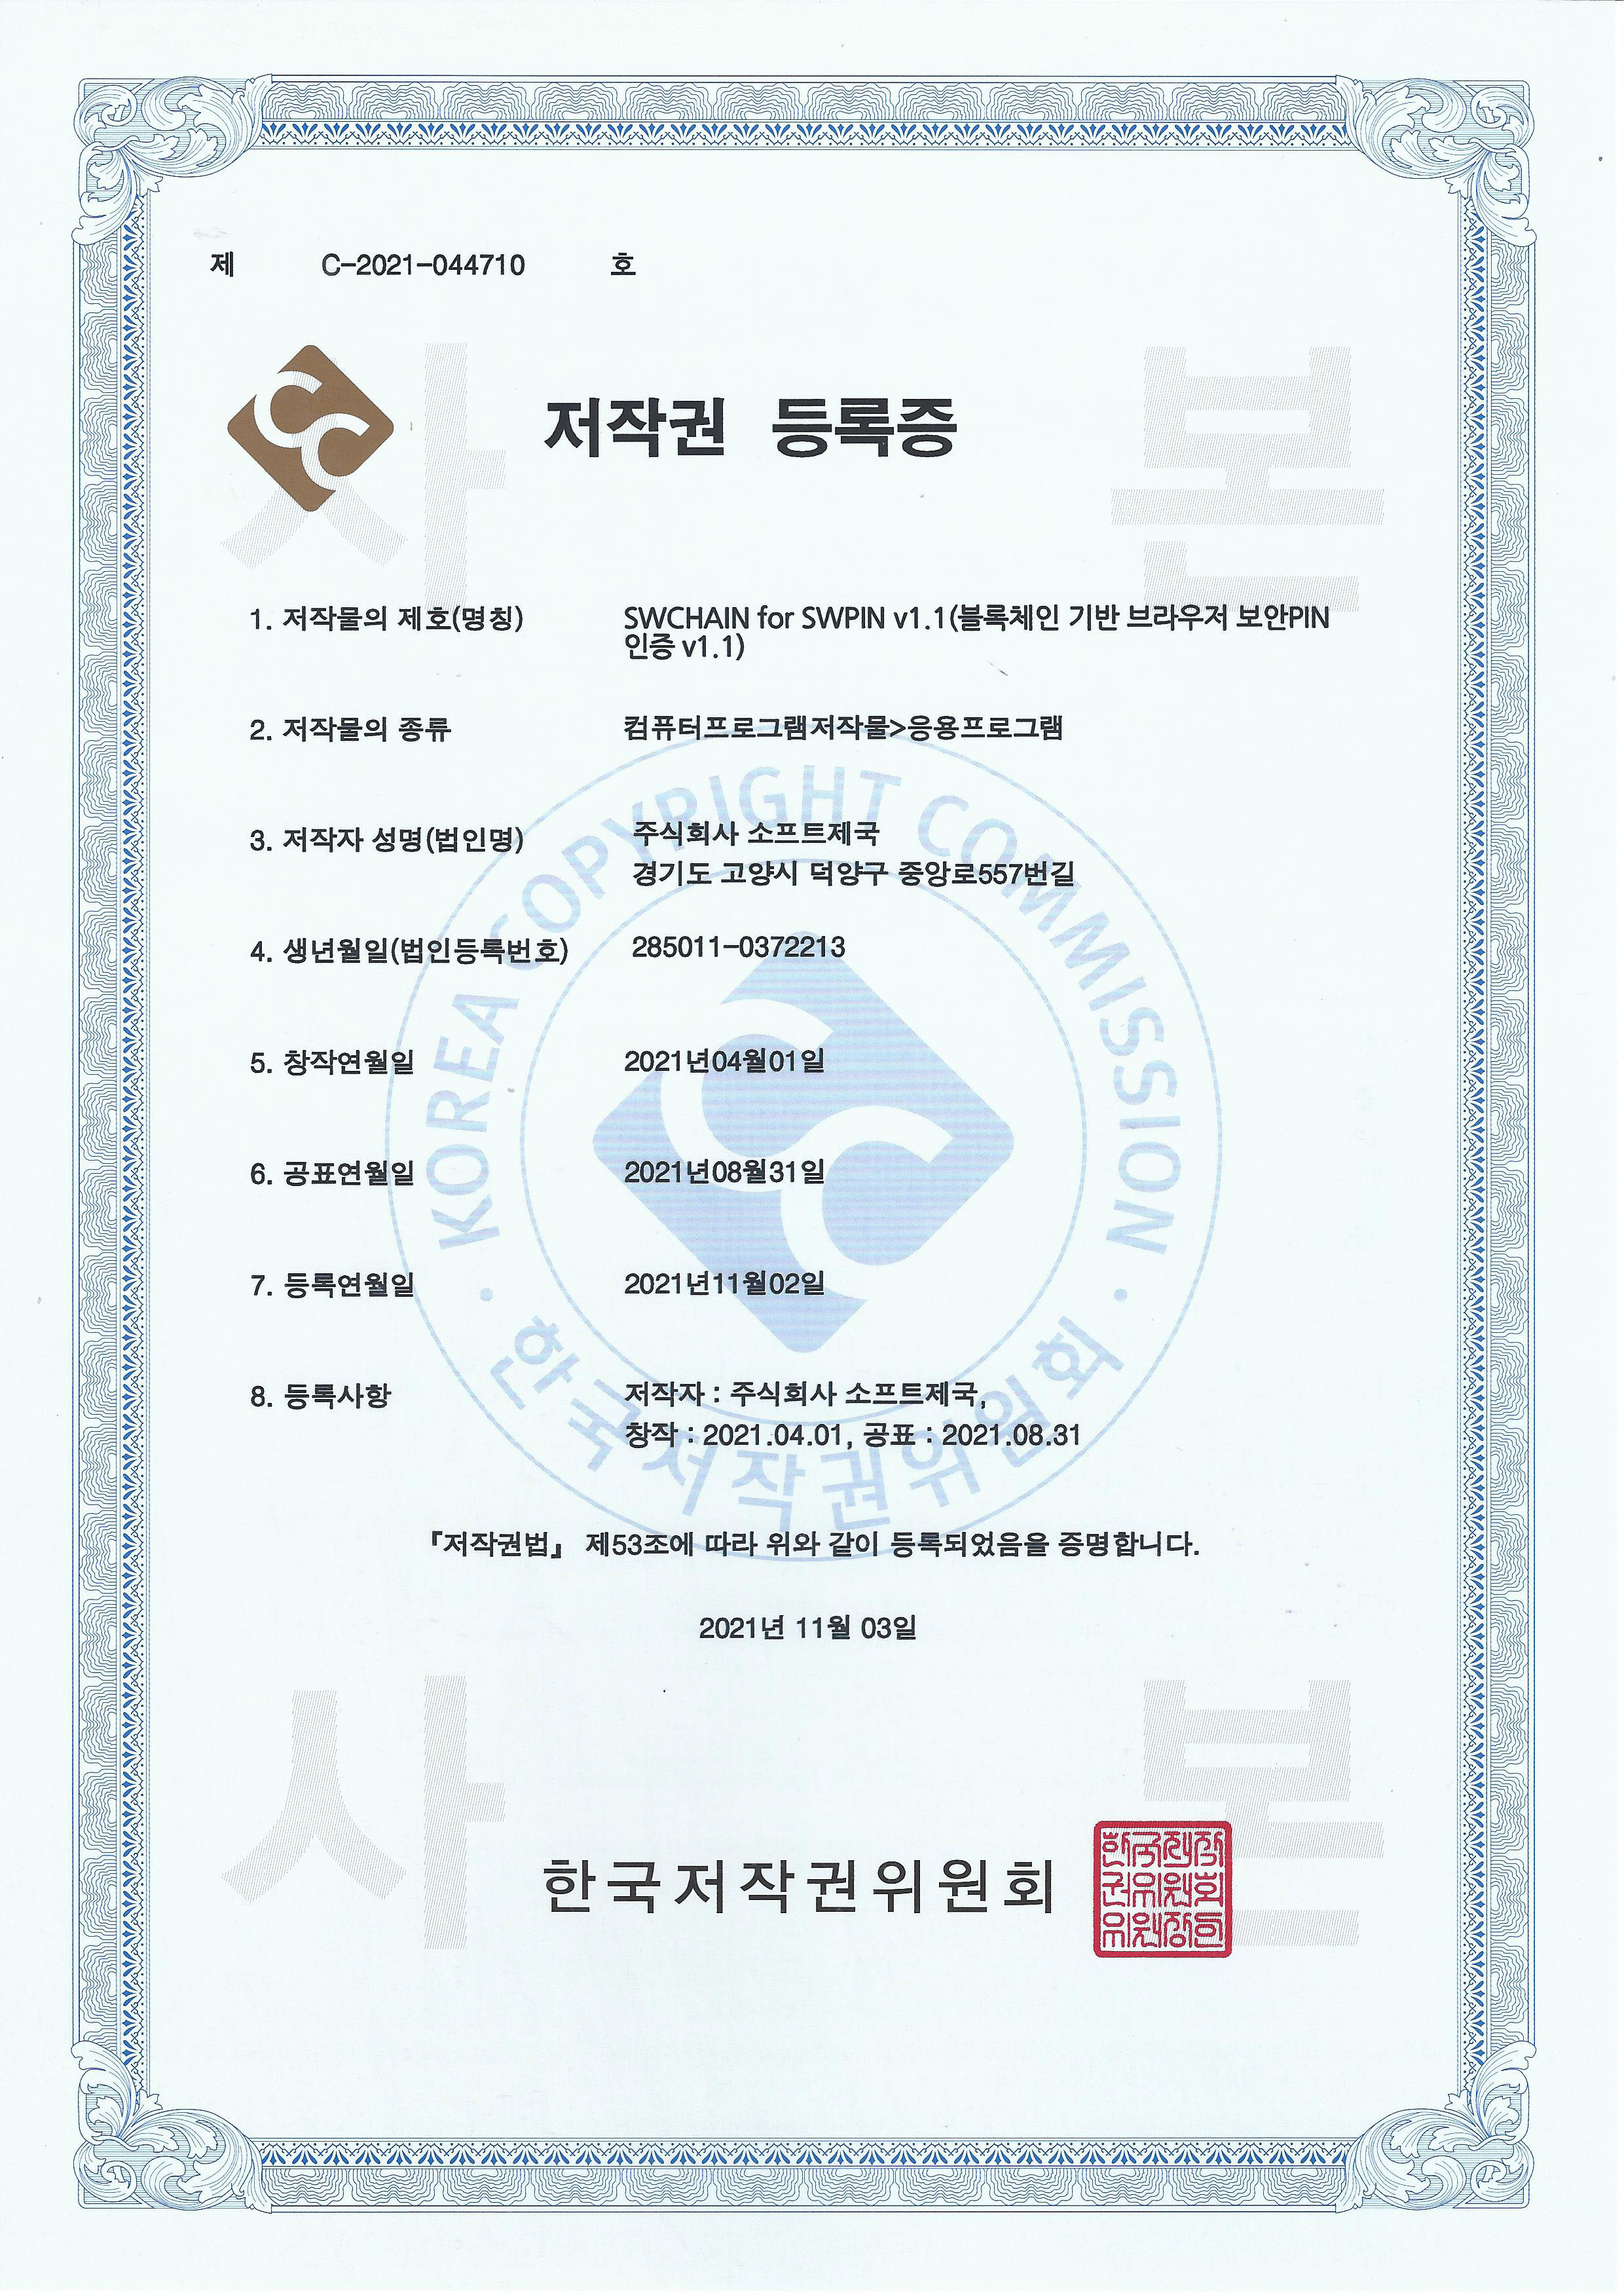 제 C-2021-044710 호
사 본
저작권 등록증
1. 저작물의 제호(명칭) SWCHAIN for SWPIN v1.1(블록체인 기반 브라우저 보안PIN
인증 v1.1)
2. 저작물의 종류 컴퓨터프로그램저작물>응용프로그램
3. 저작자 성명(법인명) 주식회사 소프트제국
경기도 고양시 덕양구 중앙로557번길
4. 생년월일(법인등록번호) 285011-0372213
5. 창작연월일 2021년04월01일
6. 공표연월일 2021년08월31일
7. 등록연월일 2021년11월02일
8. 등록사항 저작자 : 주식회사 소프트제국,
창작 : 2021.04.01, 공표 : 2021.08.31
KOREA COPYRIGHT COMMISSION
한국저작권위원회
『저작권법』 제53조에 따라 위와 같이 등록되었음을 증명합니다.
2021년 11월 03일
사 본
한국저작권위원회